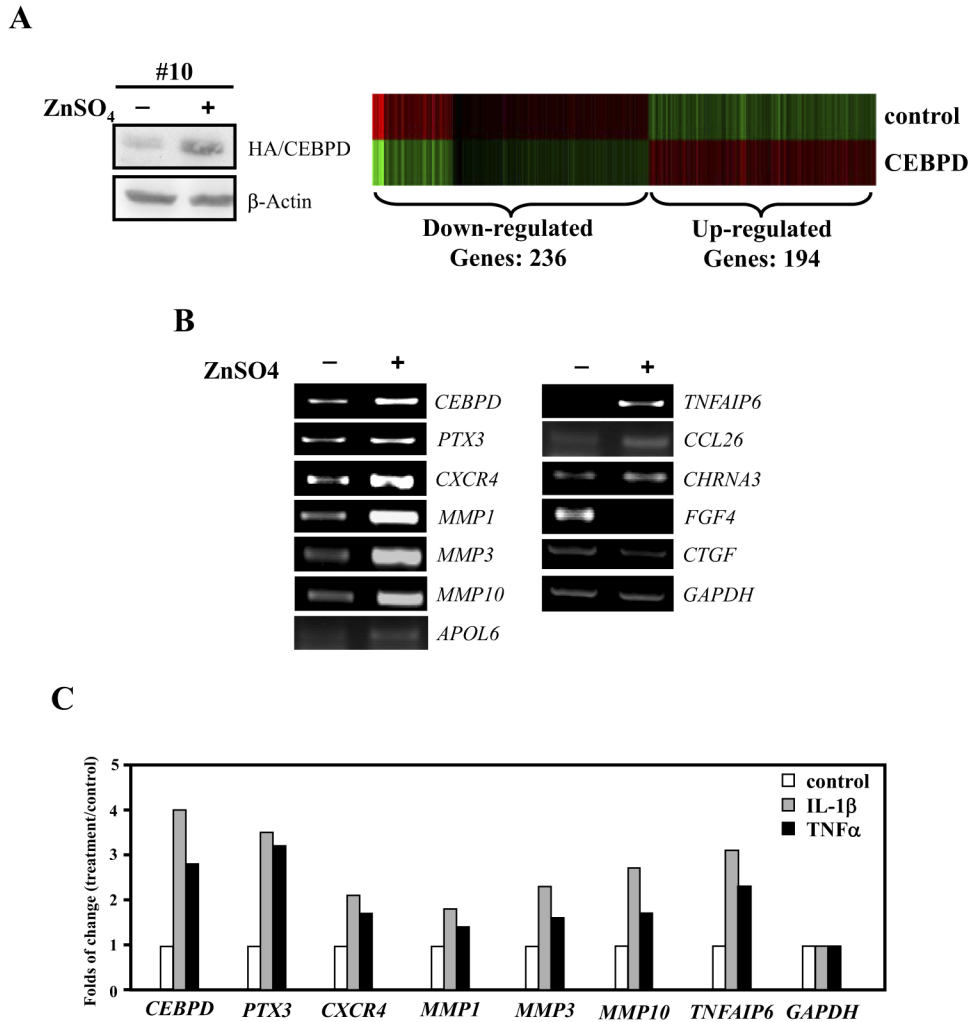 A
#10
ZnSO4
– +
HA/CEBPD
β-Actin
control
CEBPD
Down-regulated
Genes: 236
Up-regulated
Genes: 194
B
ZnSO4
– +
CEBPD
PTX3
CXCR4
MMP1
MMP3
MMP10
APOL6
– +
TNFAIP6
CCL26
CHRNA3
FGF4
CTGF
GAPDH
C
Folds of change (treatment/control)
5
4
3
2
1
0
control
IL-1β
TNFα
CEBPD PTX3 CXCR4 MMP1 MMP3 MMP10 TNFAIP6 GAPDH